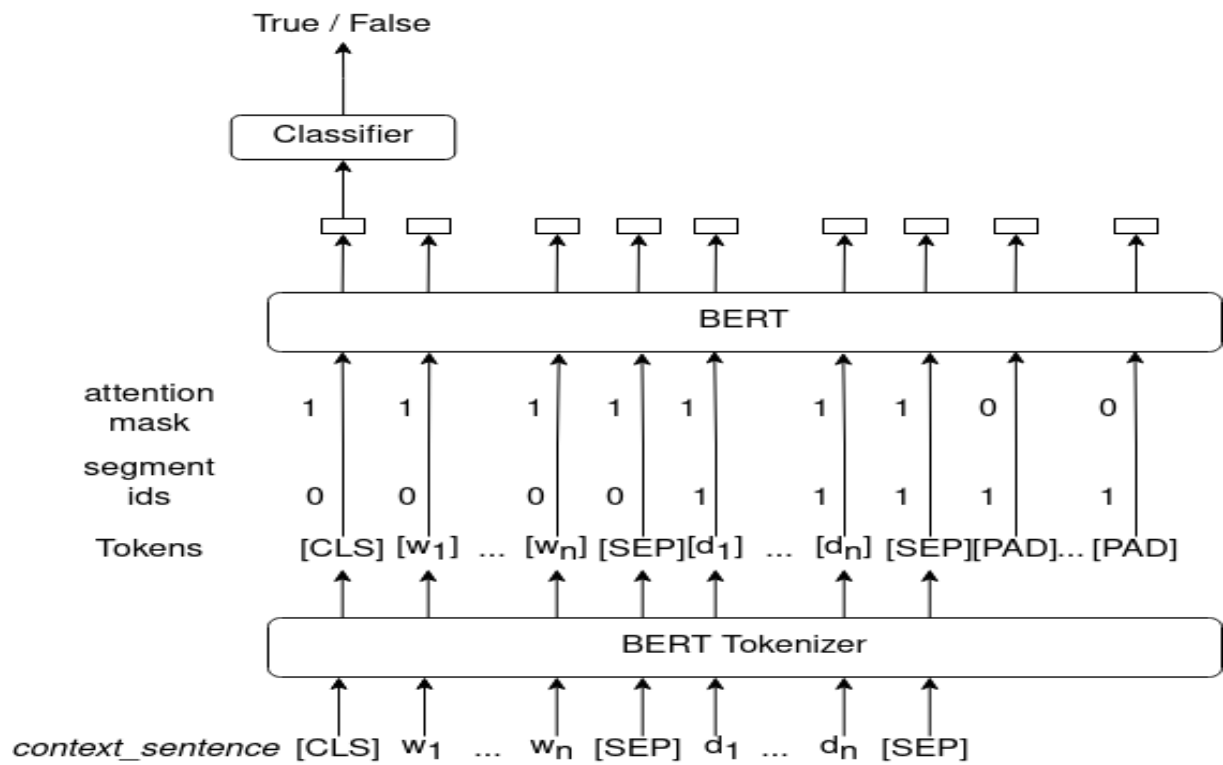 True / False
Classifier
BERT
attention
mask
1 1 1 1 1 1 1 0 0
segment
ids
0 0 0 0 1 1 1 1 1
Tokens [CLS] [w1] ... [wn] [SEP][d1] ... [dn] [SEP][PAD]... [PAD]
BERT Tokenizer
context_sentence [CLS] w1 ... wn [SEP] d1 ... dn [SEP]